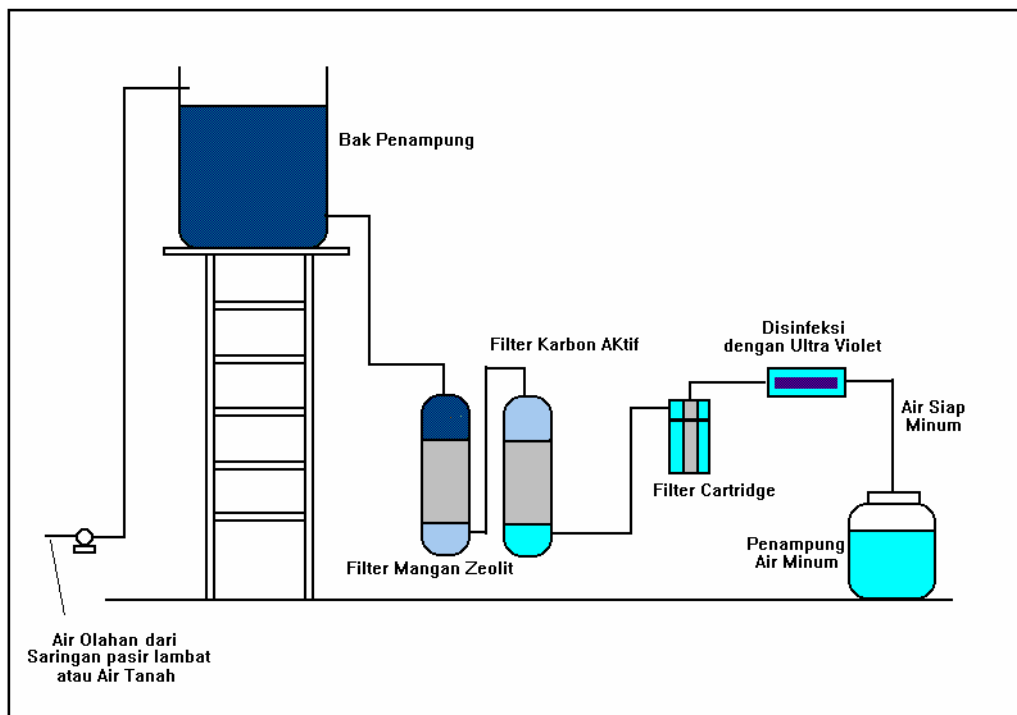 Bak Penampung
Filter Karbon AKtif
Disinfeksi
dengan Ultra Violet
Air Siap
Minum
Filter Cartridge
Filter Mangan Zeolit
Penampung
Air Minum
Air Olahan dari
Saringan pasir lambat
atau Air Tanah